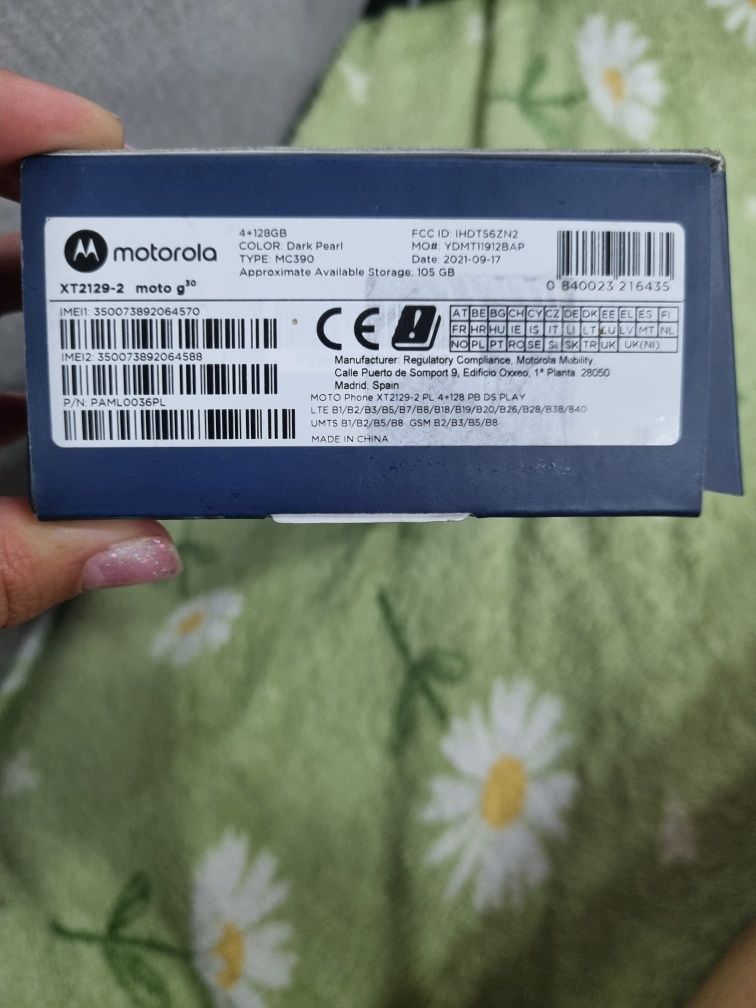 motorola
XT2129-2 moto g³⁰
4+128GB
COLOR: Dark Pearl
TYPE: MC390
Approximate Available Storage: 105 GB
FCC ID: IHDT56ZN2
MO# YDMT11912BAP
Date: 2021-09-17
0 840023 216435
IMEI1: 350073892064570
IMEI2: 350073892064588
P/N: PAML0036PL
CE
AT BE BG CH CY CZ DE DK EE EL ES FI
FR HR HU IE IS IT LI LT LU LV MT NL
NO PL PT RO SE SI SK TR UK UK(NI)
Manufacturer: Regulatory Compliance, Motorola Mobility,
Calle Puerto de Somport 9, Edificio Oxxeo, 1ª Planta 28050
Madrid, Spain
MOTO Phone XT2129-2 PL 4+128 PB DS PLAY
LTE B1/B2/B3/B5/B7/B8/B18/B19/B20/B26/B28/B38/B40
UMTS B1/B2/B5/B8 GSM B2/B3/B5/B8
MADE IN CHINA